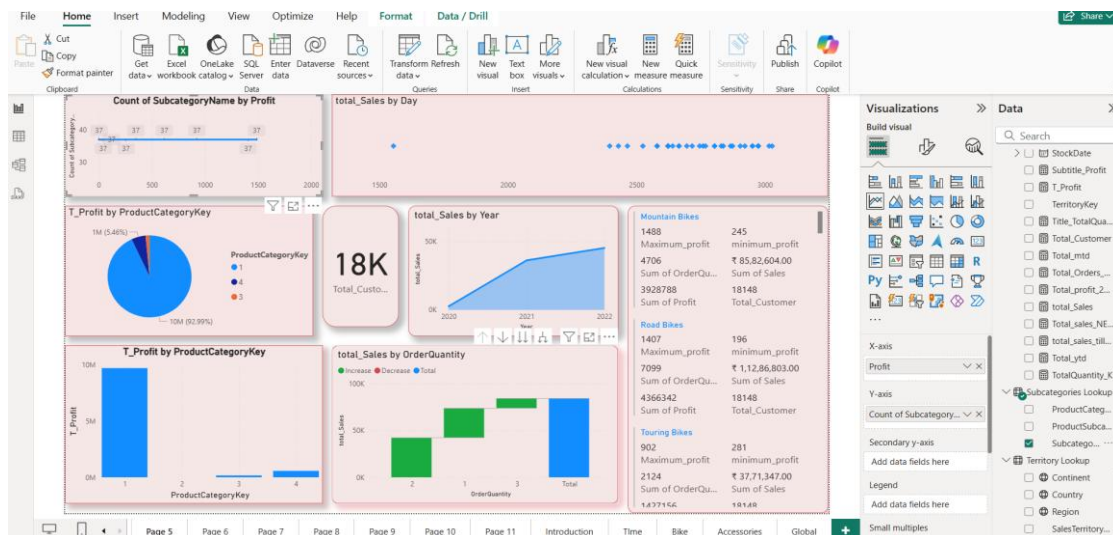 File Home Insert Modeling View Optimize Help Format Data / Drill Share
Paste
Cut
Copy
Format painter
Get data
Excel workbook
OneLake catalog
SQL Server
Enter data
Dataverse
Recent sources
Transform data
Refresh
New visual
Text box
More visuals
New visual calculation
New measure
Quick measure
Sensitivity
Publish
Copilot
Clipboard Data Queries Insert Calculations Sensitivity Share Copilot
Count of SubcategoryName by Profit
Count of Subcategory...
40
30
37 37 37 37 37
37 37 37 37
0 500 1000 1500 2000
total_Sales by Day
1500 2000 2500 3000
T_Profit by ProductCategoryKey
1M (5.46%)
10M (92.99%)
ProductCategoryKey
1
4
3
18K
Total_Custo...
total_Sales by Year
total_Sales
50K
0K
2020 2021 2022
Year
Mountain Bikes
1488 245
Maximum_profit minimum_profit
4706 ₹ 85,82,604.00
Sum of OrderQu... Sum of Sales
3928788 18148
Sum of Profit Total_Customer
Road Bikes
1407 196
Maximum_profit minimum_profit
7099 ₹ 1,12,86,803.00
Sum of OrderQu... Sum of Sales
4366342 18148
Sum of Profit Total_Customer
Touring Bikes
902 281
Maximum_profit minimum_profit
2124 ₹ 37,71,347.00
Sum of OrderQu... Sum of Sales
1427156 18148
T_Profit by ProductCategoryKey
T_Profit
10M
5M
0M
1 2 3 4
ProductCategoryKey
total_Sales by OrderQuantity
Increase Decrease Total
total_Sales
100K
50K
0K
2 1 3 Total
OrderQuantity
Page 5 Page 6 Page 7 Page 8 Page 9 Page 10 Page 11 Introduction TIme Bike Accessories Global
Visualizations
Build visual
R
Py
X-axis
Profit
Y-axis
Count of Subcategory...
Secondary y-axis
Add data fields here
Legend
Add data fields here
Small multiples
Data
Search
StockDate
Subtitle_Profit
T_Profit
TerritoryKey
Title_TotalQua...
Total_Customer
Total_mtd
Total_Orders_...
Total_profit_2...
total_Sales
Total_sales_NE...
total_sales_till...
Total_ytd
TotalQuantity_K
Subcategories Lookup
ProductCateg...
ProductSubca...
Subcatego...
Territory Lookup
Continent
Country
Region
SalesTerritory...